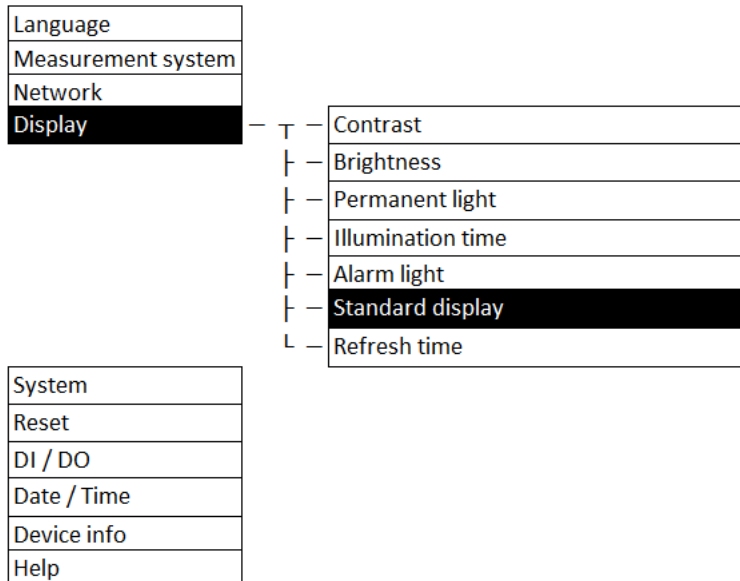 Language
Measurement system
Network
Display
Contrast
Brightness
Permanent light
Illumination time
Alarm light
Standard display
Refresh time
System
Reset
DI / DO
Date / Time
Device info
Help